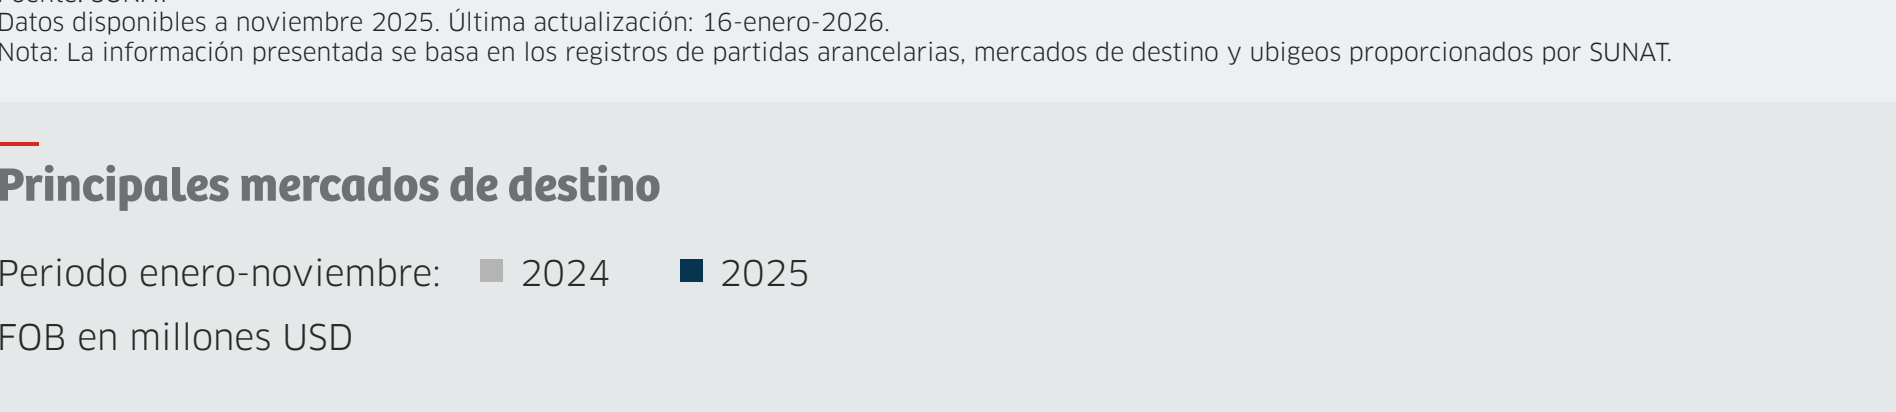 Datos disponibles a noviembre 2025. Última actualización: 16-enero-2026.
Nota: La información presentada se basa en los registros de partidas arancelarias, mercados de destino y ubigeos proporcionados por SUNAT.
Principales mercados de destino
Periodo enero-noviembre: 2024 2025
FOB en millones USD